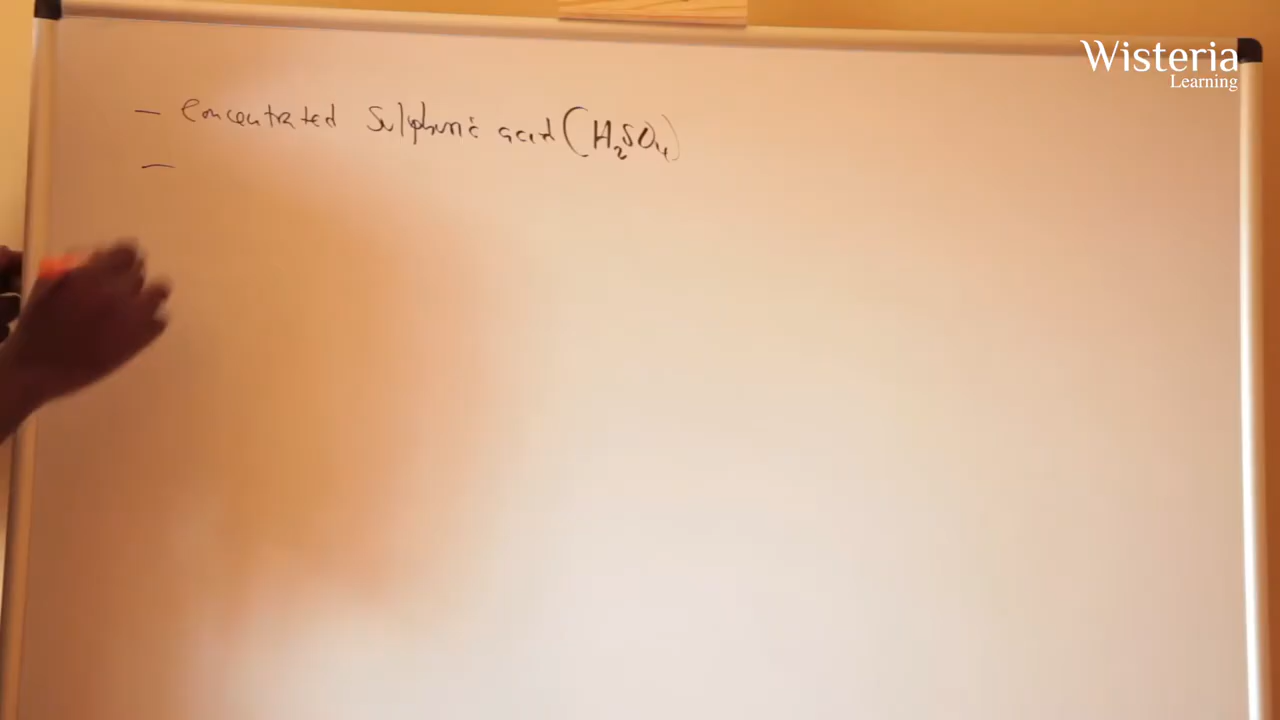 Wisteria
Learning
- Concentrated Sulphuric acid (H₂SO₄)
-